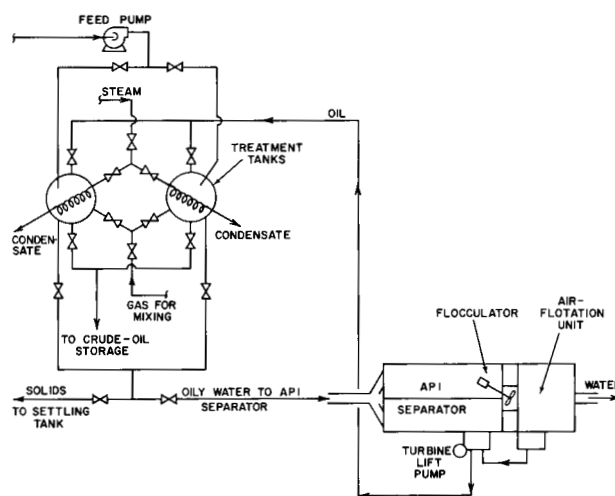 FEED PUMP
STEAM
OIL
TREATMENT
TANKS
CONDEN-
SATE
CONDENSATE
GAS FOR
MIXING
TO CRUDE-OIL
STORAGE
FLOCCULATOR
AIR-
FLOTATION
UNIT
SOLIDS
TO SETTLING
TANK
OILY WATER TO API
SEPARATOR
API
SEPARATOR
WATER
TURBINE
LIFT
PUMP